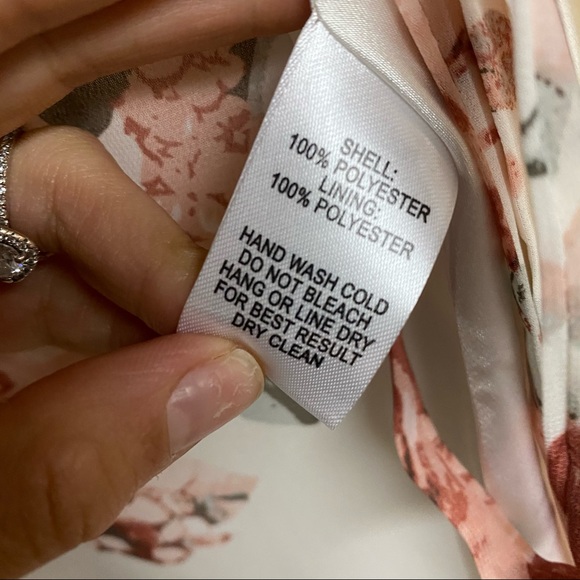 SHELL:
100% POLYESTER
LINING:
100% POLYESTER
HAND WASH COLD
DO NOT BLEACH
HANG OR LINE DRY
FOR BEST RESULT
DRY CLEAN